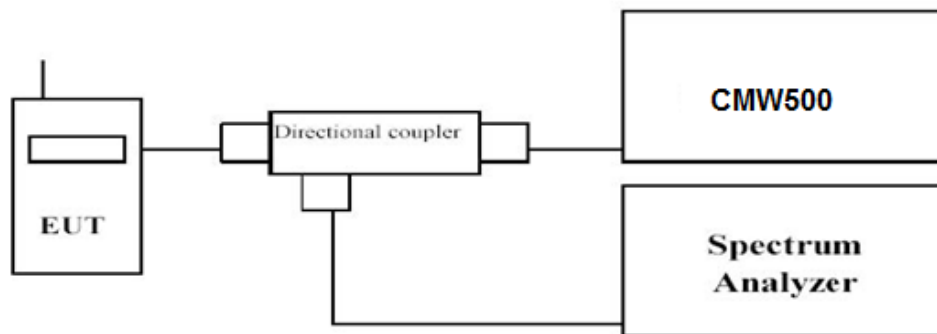 CMW500
Directional coupler
EUT
Spectrum
Analyzer